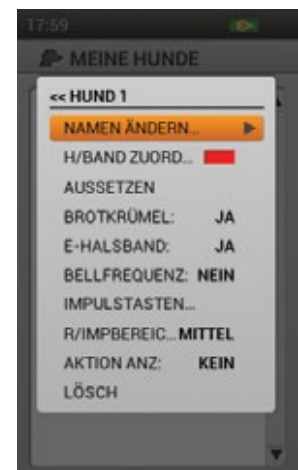 17:59
MEINE HUNDE
<< HUND 1
NAMEN ÄNDERN...
H/BAND ZUORD...
AUSSETZEN
BROTKRÜMEL: JA
E-HALSBAND: JA
BELLFREQUENZ: NEIN
IMPULSTASTEN...
R/IMPBEREIC... MITTEL
AKTION ANZ: KEIN
LÖSCH